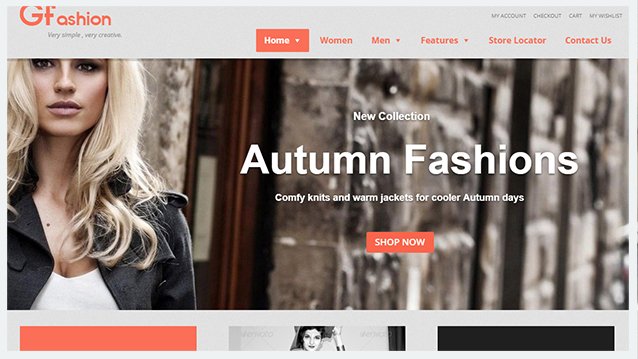 GFashion
Very simple , very creative.
MY ACCOUNT CHECKOUT CART MY WISHLIST
Home Women Men Features Store Locator Contact Us
New Collection
Autumn Fashions
Comfy knits and warm jackets for cooler Autumn days
SHOP NOW